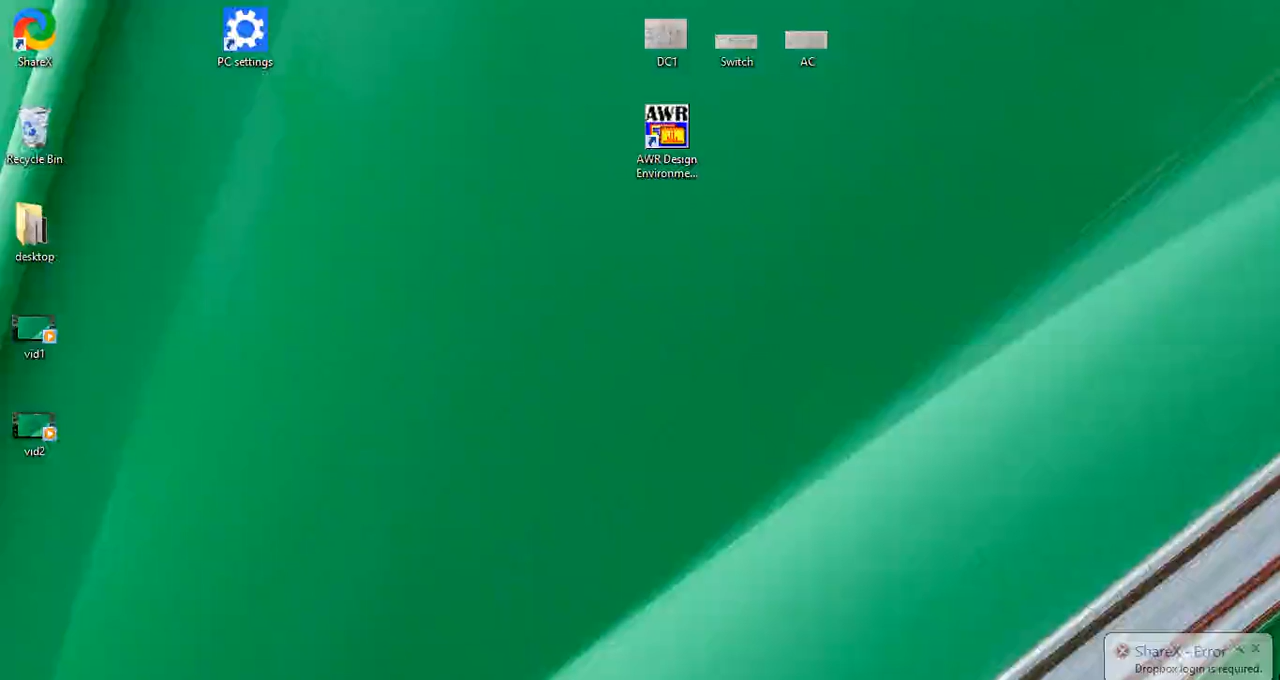 ShareX
PC settings
DC1
Switch
AC
AWR
AWR Design
Environme...
Recycle Bin
desktop
vid1
vid2
ShareX - Error
Dropbox login is required.